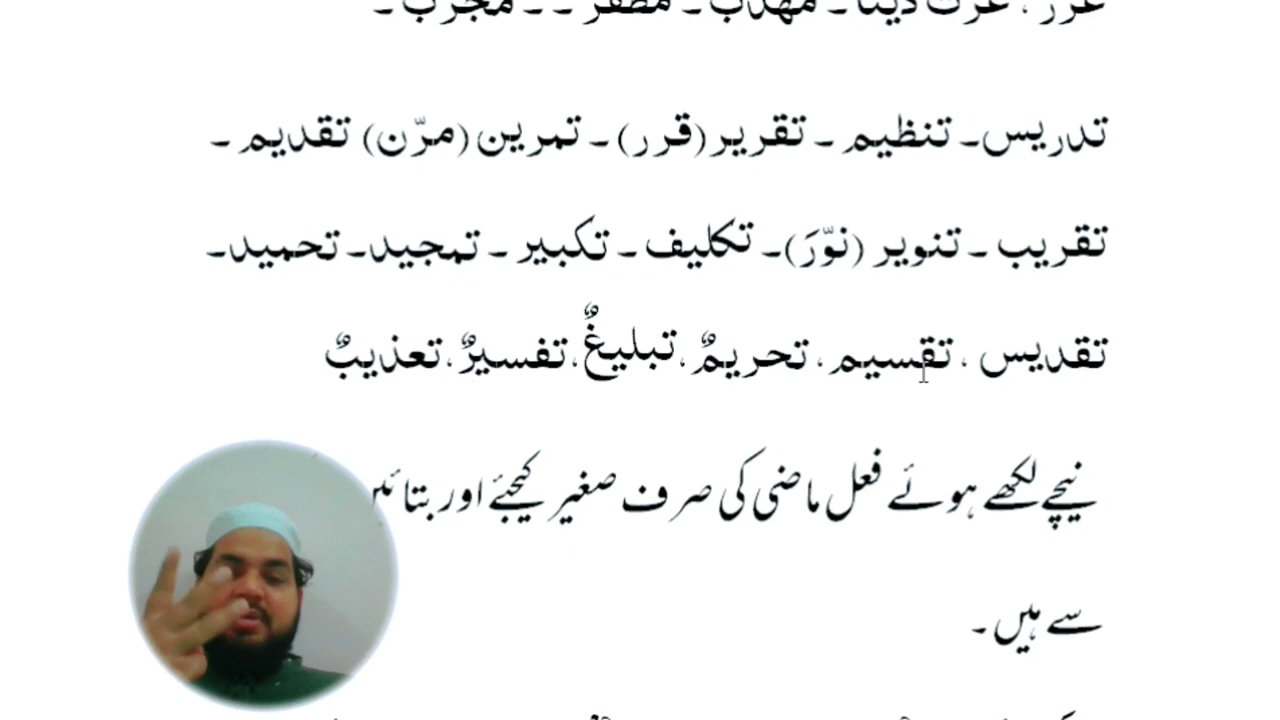 تدریس۔ تنظیم ۔ تقریر(قرر) ۔ تمرین (مرّن) تقدیم ۔
تقریب ۔ تنویر (نوّرَ)۔ تکلیف ۔ تکبیر ۔ تمجید۔ تحمید۔
تقدیس ، تقسیم، تحریمٌ، تبلیغٌ، تفسیرٌ، تعذیبٌ
نیچے لکھے ہوئے فعل ماضی کی صرف صغیر کیجئے اور بتائیں
سے ہیں۔